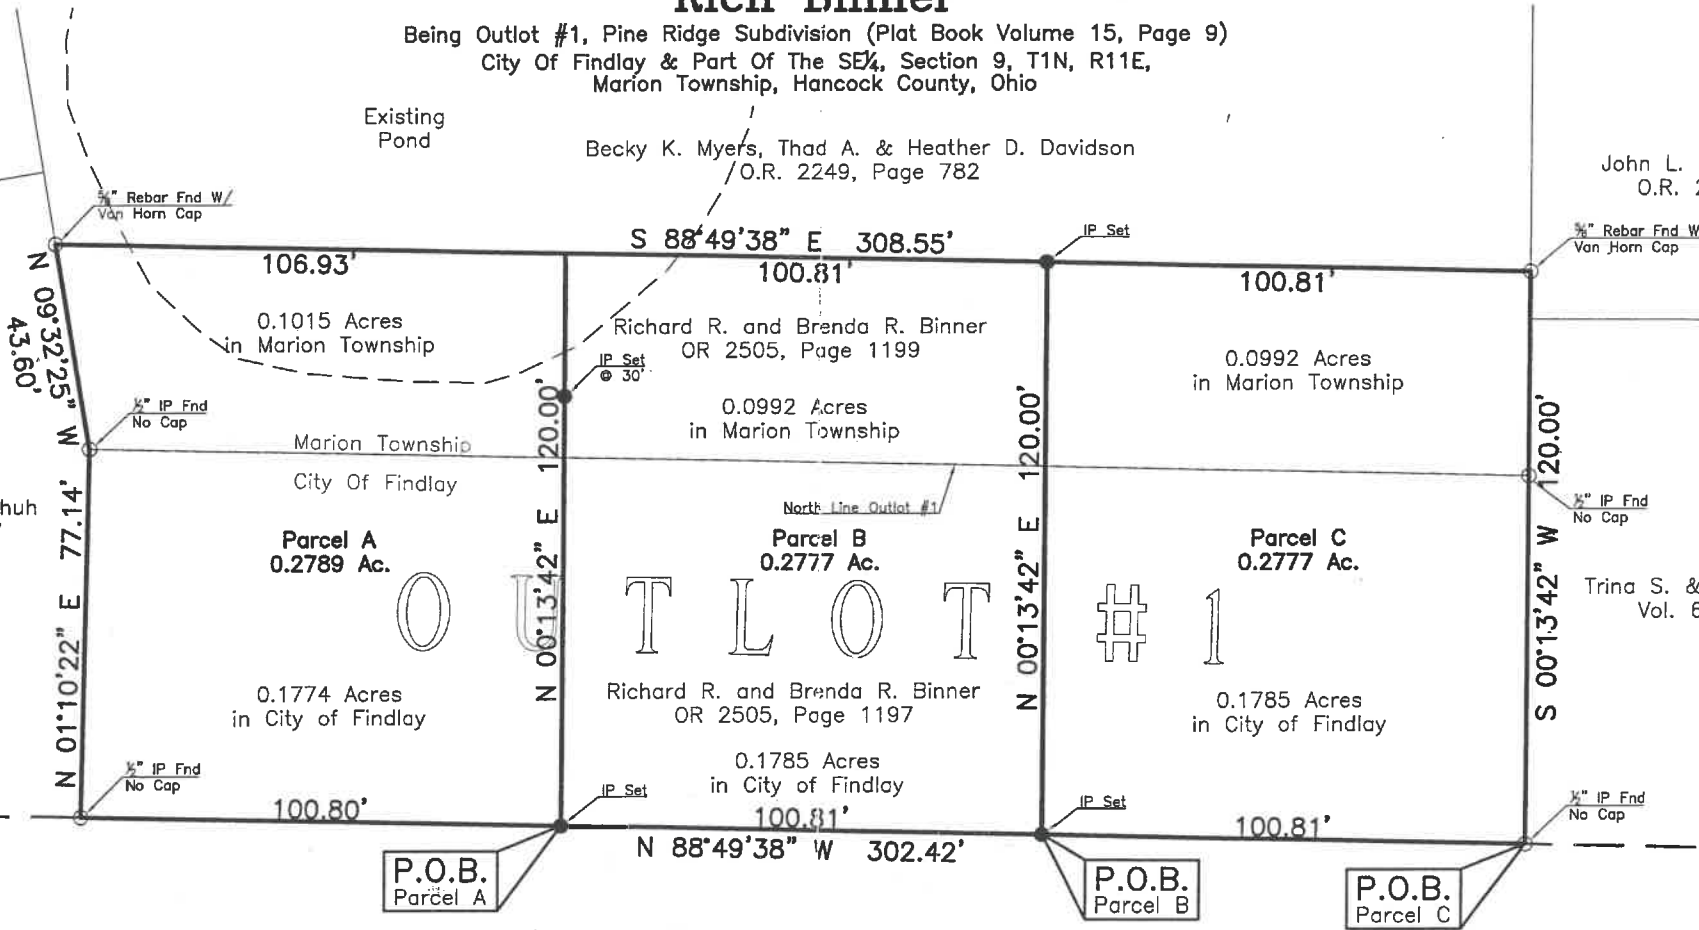 Rich Binner
Being Outlot #1, Pine Ridge Subdivision (Plat Book Volume 15, Page 9)
City Of Findlay & Part Of The SE¼, Section 9, T1N, R11E,
Marion Township, Hancock County, Ohio
Existing
Pond
Becky K. Myers, Thad A. & Heather D. Davidson
O.R. 2249, Page 782
John L.
O.R. 2
⅝" Rebar Fnd W/
Van Horn Cap
S 88°49'38" E 308.55'
IP Set
⅝" Rebar Fnd W
Van Horn Cap
106.93'
100.81'
100.81'
N 09°32'25" W
43.60'
0.1015 Acres
in Marion Township
Richard R. and Brenda R. Binner
OR 2505, Page 1199
IP Set
@ 30'
0.0992 Acres
in Marion Township
0.0992 Acres
in Marion Township
½" IP Fnd
No Cap
Marion Township
City Of Findlay
North Line Outlot #1
½" IP Fnd
No Cap
huh
N 01°10'22" E 77.14'
N 00°13'42" E 120.00'
N 00°13'42" E 120.00'
S 00°13'42" W 120.00'
Parcel A
0.2789 Ac.
Parcel B
0.2777 Ac.
Parcel C
0.2777 Ac.
OUTLOT #1
Trina S. &
Vol. 6
0.1774 Acres
in City of Findlay
Richard R. and Brenda R. Binner
OR 2505, Page 1197
0.1785 Acres
in City of Findlay
0.1785 Acres
in City of Findlay
½" IP Fnd
No Cap
IP Set
IP Set
½" IP Fnd
No Cap
100.80'
100.81'
100.81'
N 88°49'38" W 302.42'
P.O.B.
Parcel A
P.O.B.
Parcel B
P.O.B.
Parcel C